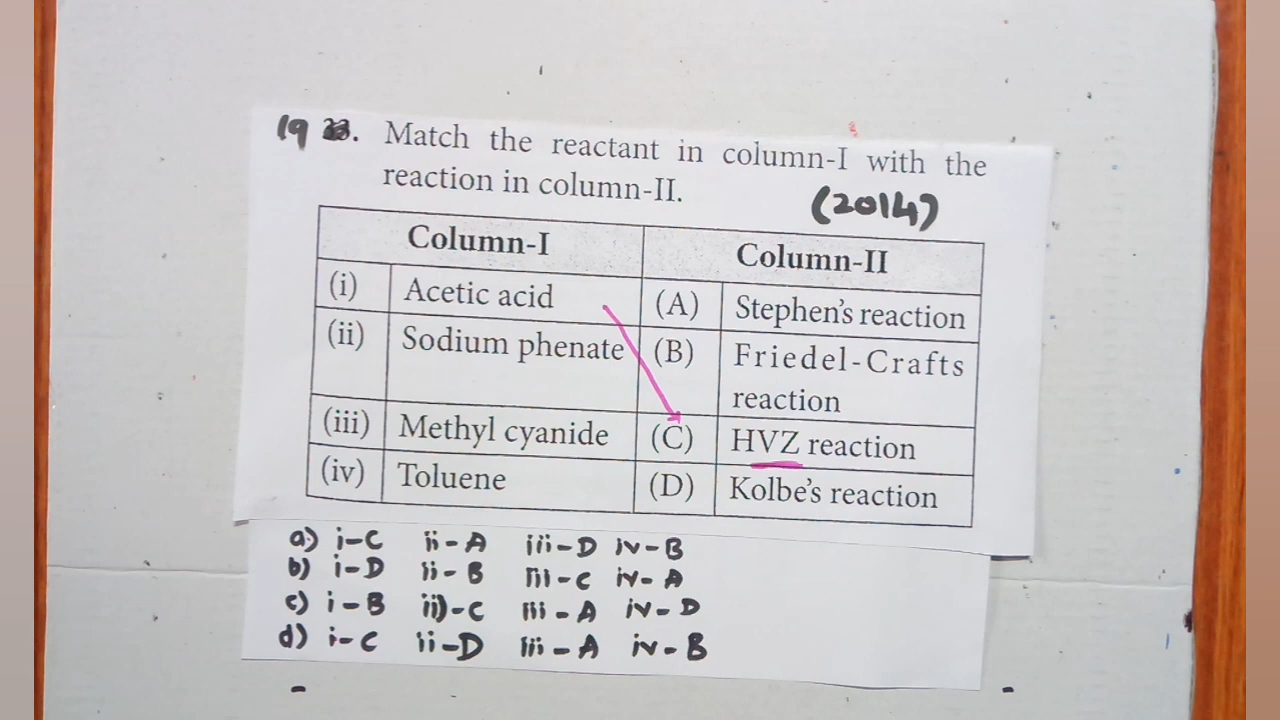 19 23. Match the reactant in column-I with the
reaction in column-II.
(2014)
Column-I Column-II
(i) Acetic acid (A) Stephen's reaction
(ii) Sodium phenate (B) Friedel-Crafts
reaction
(iii) Methyl cyanide (C) HVZ reaction
(iv) Toluene (D) Kolbe's reaction
a) i-C ii-A iii-D iv-B
b) i-D ii-B iii-C iv-A
c) i-B ii)-C iii-A iv-D
d) i-C ii-D iii-A iv-B